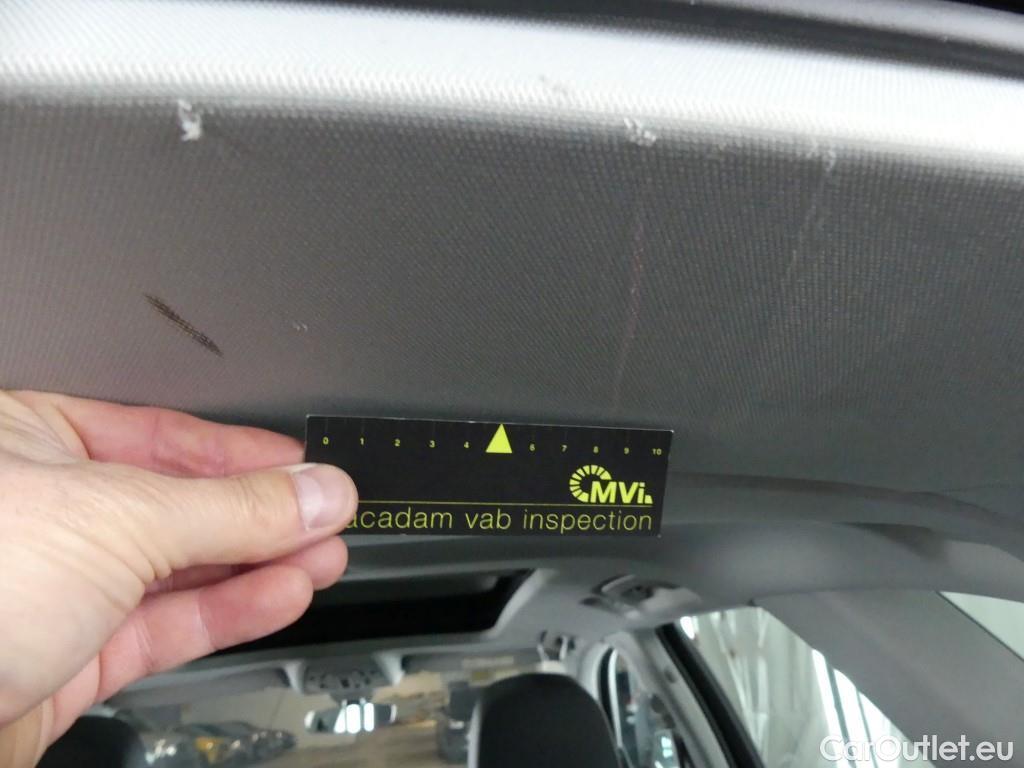 0 1 2 3 4 6 7 8 9 10
MVi
acadam vab inspection
CarOutlet.eu